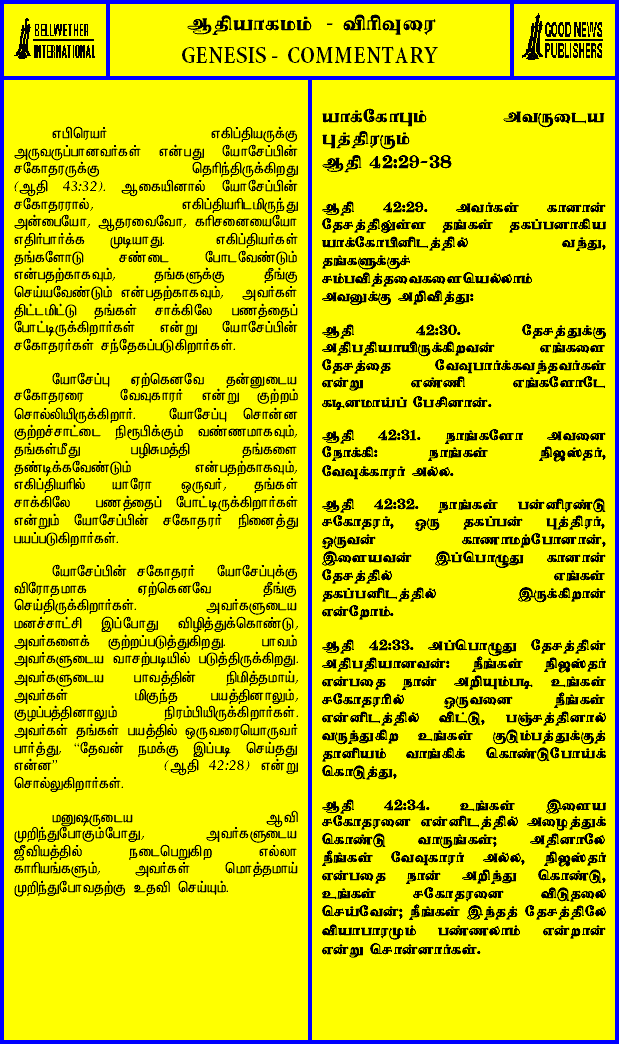 BELLWETHER
INTERNATIONAL
ஆதியாகமம் - விரிவுரை
GENESIS - COMMENTARY
GOOD NEWS
PUBLISHERS
எபிரெயர் எகிப்தியருக்கு
அருவருப்பானவர்கள் என்பது யோசேப்பின்
சகோதரருக்கு தெரிந்திருக்கிறது
(ஆதி 43:32). ஆகையினால் யோசேப்பின்
சகோதரரால், எகிப்தியரிடமிருந்து
அன்பையோ, ஆதரவைவோ, கரிசனையையோ
எதிர்பார்க்க முடியாது. எகிப்தியர்கள்
தங்களோடு சண்டை போடவேண்டும்
என்பதற்காகவும், தங்களுக்கு தீங்கு
செய்யவேண்டும் என்பதற்காகவும், அவர்கள்
திட்டமிட்டு தங்கள் சாக்கிலே பணத்தைப்
போட்டிருக்கிறார்கள் என்று யோசேப்பின்
சகோதரர்கள் சந்தேகப்படுகிறார்கள்.
யோசேப்பு ஏற்கெனவே தன்னுடைய
சகோதரரை வேவுகாரர் என்று குற்றம்
சொல்லியிருக்கிறார். யோசேப்பு சொன்ன
குற்றச்சாட்டை நிரூபிக்கும் வண்ணமாகவும்,
தங்கள்மீது பழிசுமத்தி தங்களை
தண்டிக்கவேண்டும் என்பதற்காகவும்,
எகிப்தியரில் யாரோ ஒருவர், தங்கள்
சாக்கிலே பணத்தைப் போட்டிருக்கிறார்கள்
என்றும் யோசேப்பின் சகோதரர் நினைத்து
பயப்படுகிறார்கள்.
யோசேப்பின் சகோதரர் யோசேப்புக்கு
விரோதமாக ஏற்கெனவே தீங்கு
செய்திருக்கிறார்கள். அவர்களுடைய
மனச்சாட்சி இப்போது விழித்துக்கொண்டு,
அவர்களைக் குற்றப்படுத்துகிறது. பாவம்
அவர்களுடைய வாசற்படியில் படுத்திருக்கிறது.
அவர்களுடைய பாவத்தின் நிமித்தமாய்,
அவர்கள் மிகுந்த பயத்தினாலும்,
குழப்பத்தினாலும் நிரம்பியிருக்கிறார்கள்.
அவர்கள் தங்கள் பயத்தில் ஒருவரையொருவர்
பார்த்து, “தேவன் நமக்கு இப்படி செய்தது
என்ன” (ஆதி 42:28) என்று
சொல்லுகிறார்கள்.
மனுஷருடைய ஆவி
முறிந்துபோகும்போது, அவர்களுடைய
ஜீவியத்தில் நடைபெறுகிற எல்லா
காரியங்களும், அவர்கள் மொத்தமாய்
முறிந்துபோவதற்கு உதவி செய்யும்.
யாக்கோபும் அவருடைய
புத்திரரும்
ஆதி 42:29-38
ஆதி 42:29. அவர்கள் கானான்
தேசத்திலுள்ள தங்கள் தகப்பனாகிய
யாக்கோபினிடத்தில் வந்து,
தங்களுக்குச்
சம்பவித்தவைகளையெல்லாம்
அவனுக்கு அறிவித்து:
ஆதி 42:30. தேசத்துக்கு
அதிபதியாயிருக்கிறவன் எங்களை
தேசத்தை வேவுபார்க்கவந்தவர்கள்
என்று எண்ணி எங்களோடே
கடினமாய்ப் பேசினான்.
ஆதி 42:31. நாங்களோ அவனை
நோக்கி: நாங்கள் நிஜஸ்தர்,
வேவுக்காரர் அல்ல.
ஆதி 42:32. நாங்கள் பன்னிரண்டு
சகோதரர், ஒரு தகப்பன் புத்திரர்,
ஒருவன் காணாமற்போனான்,
இளையவன் இப்பொழுது கானான்
தேசத்தில் எங்கள்
தகப்பனிடத்தில் இருக்கிறான்
என்றோம்.
ஆதி 42:33. அப்பொழுது தேசத்தின்
அதிபதியானவன்: நீங்கள் நிஜஸ்தர்
என்பதை நான் அறியும்படி உங்கள்
சகோதரரில் ஒருவனை நீங்கள்
என்னிடத்தில் விட்டு, பஞ்சத்தினால்
வருந்துகிற உங்கள் குடும்பத்துக்குத்
தானியம் வாங்கிக் கொண்டுபோய்க்
கொடுத்து,
ஆதி 42:34. உங்கள் இளைய
சகோதரனை என்னிடத்தில் அழைத்துக்
கொண்டு வாருங்கள்; அதினாலே
நீங்கள் வேவுகாரர் அல்ல, நிஜஸ்தர்
என்பதை நான் அறிந்து கொண்டு,
உங்கள் சகோதரனை விடுதலை
செய்வேன்; நீங்கள் இந்தத் தேசத்திலே
வியாபாரமும் பண்ணலாம் என்றான்
என்று சொன்னார்கள்.